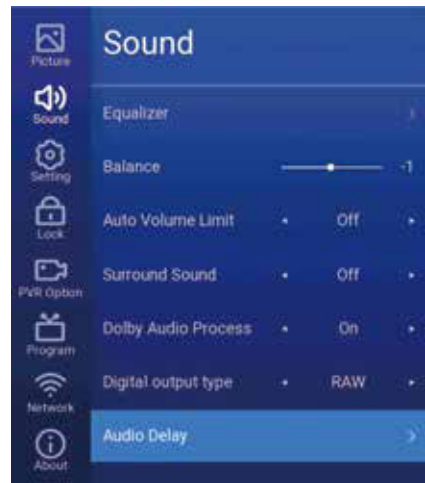 Sound
Picture
Sound
Setting
Lock
PVR Option
Program
Network
About
Equalizer
Balance -1
Auto Volume Limit Off
Surround Sound Off
Dolby Audio Process On
Digital output type RAW
Audio Delay